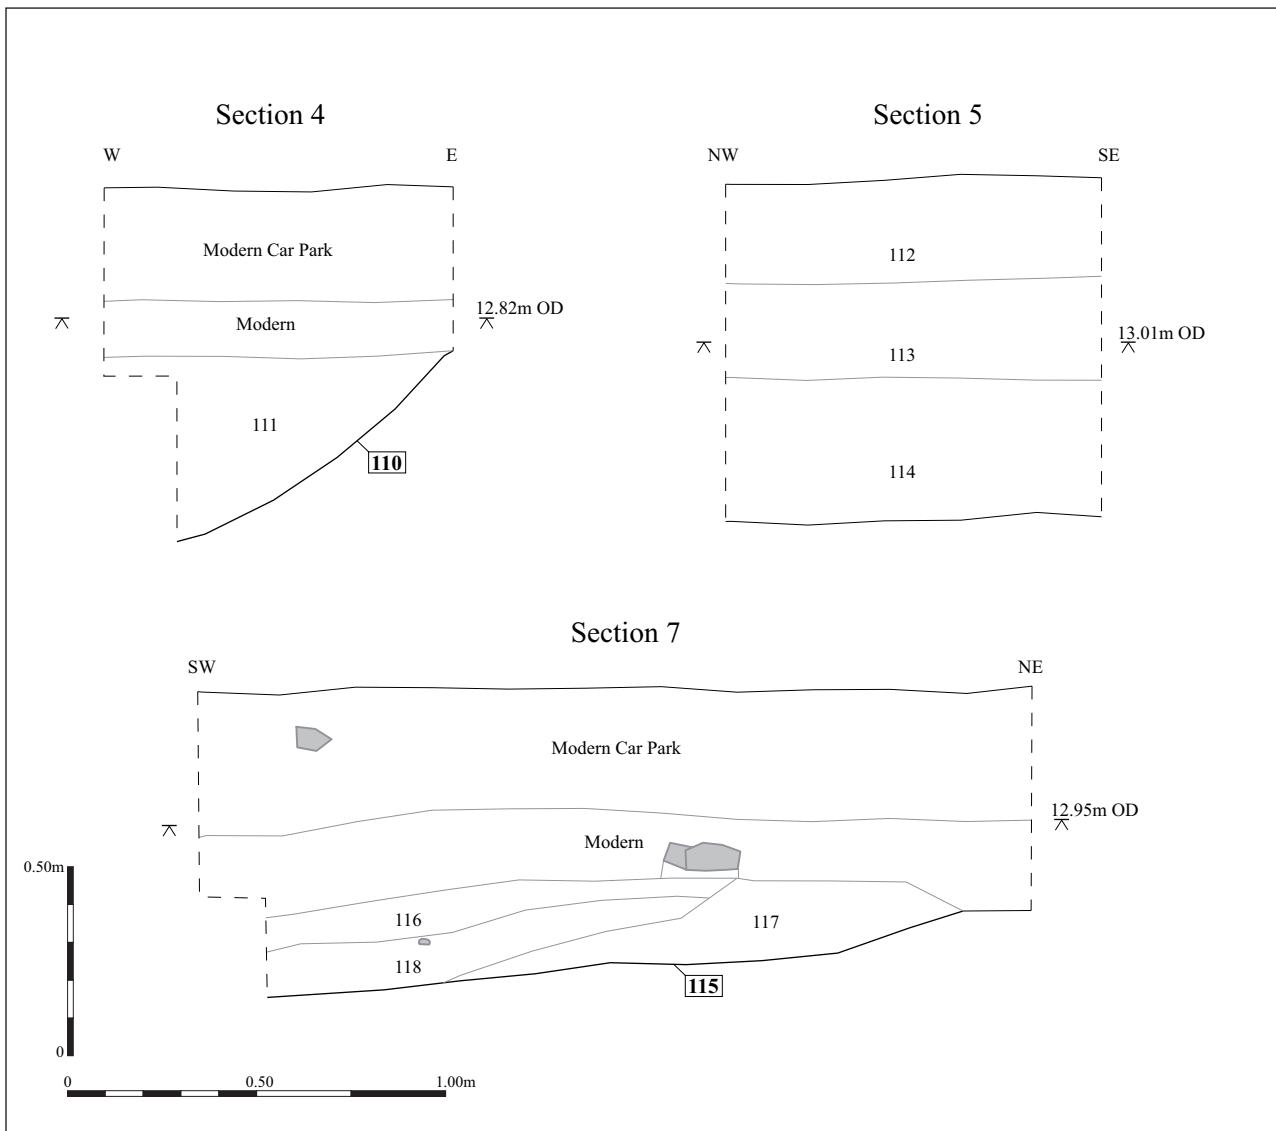 Section 4
W E
Modern Car Park
12.82m OD
Modern
111
110
Section 5
NW SE
112
13.01m OD
113
114
Section 7
SW NE
Modern Car Park
12.95m OD
Modern
116
117
118
115
0.50m
0
0 0.50 1.00m